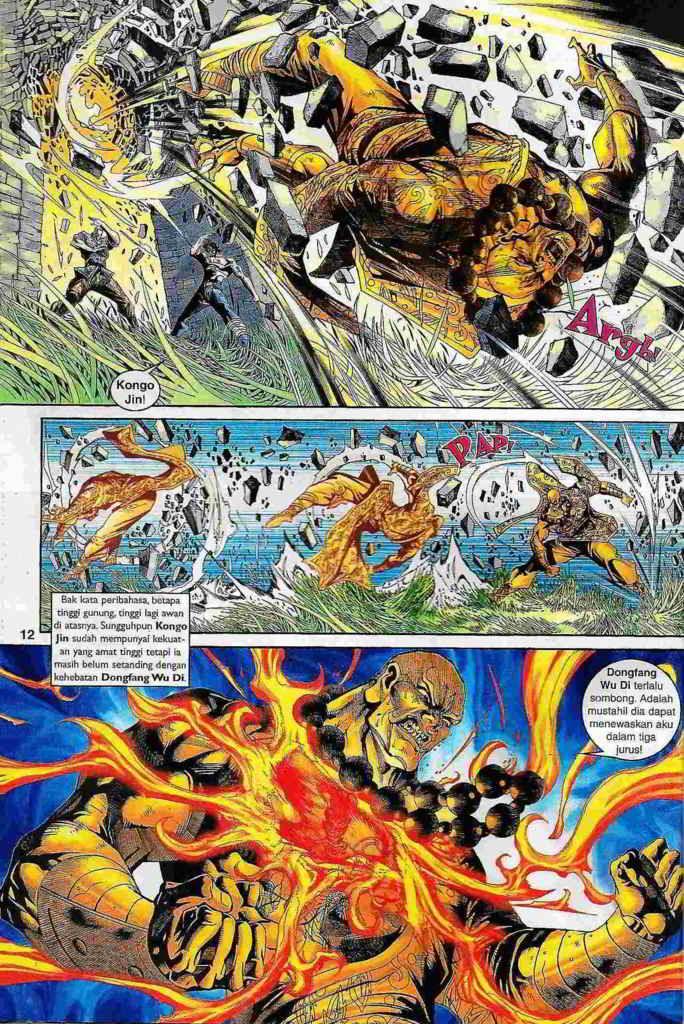 Argh!
Kongo
Jin!
PAP!
Bak kata peribahasa, betapa
tinggi gunung, tinggi lagi awan
di atasnya. Sungguhpun Kongo
Jin sudah mempunyai kekuat-
an yang amat tinggi tetapi ia
masih belum setanding dengan
kehebatan Dongfang Wu Di.
12
Dongfang
Wu Di terlalu
sombong. Adalah
mustahil dia dapat
menewaskan aku
dalam tiga
jurus!